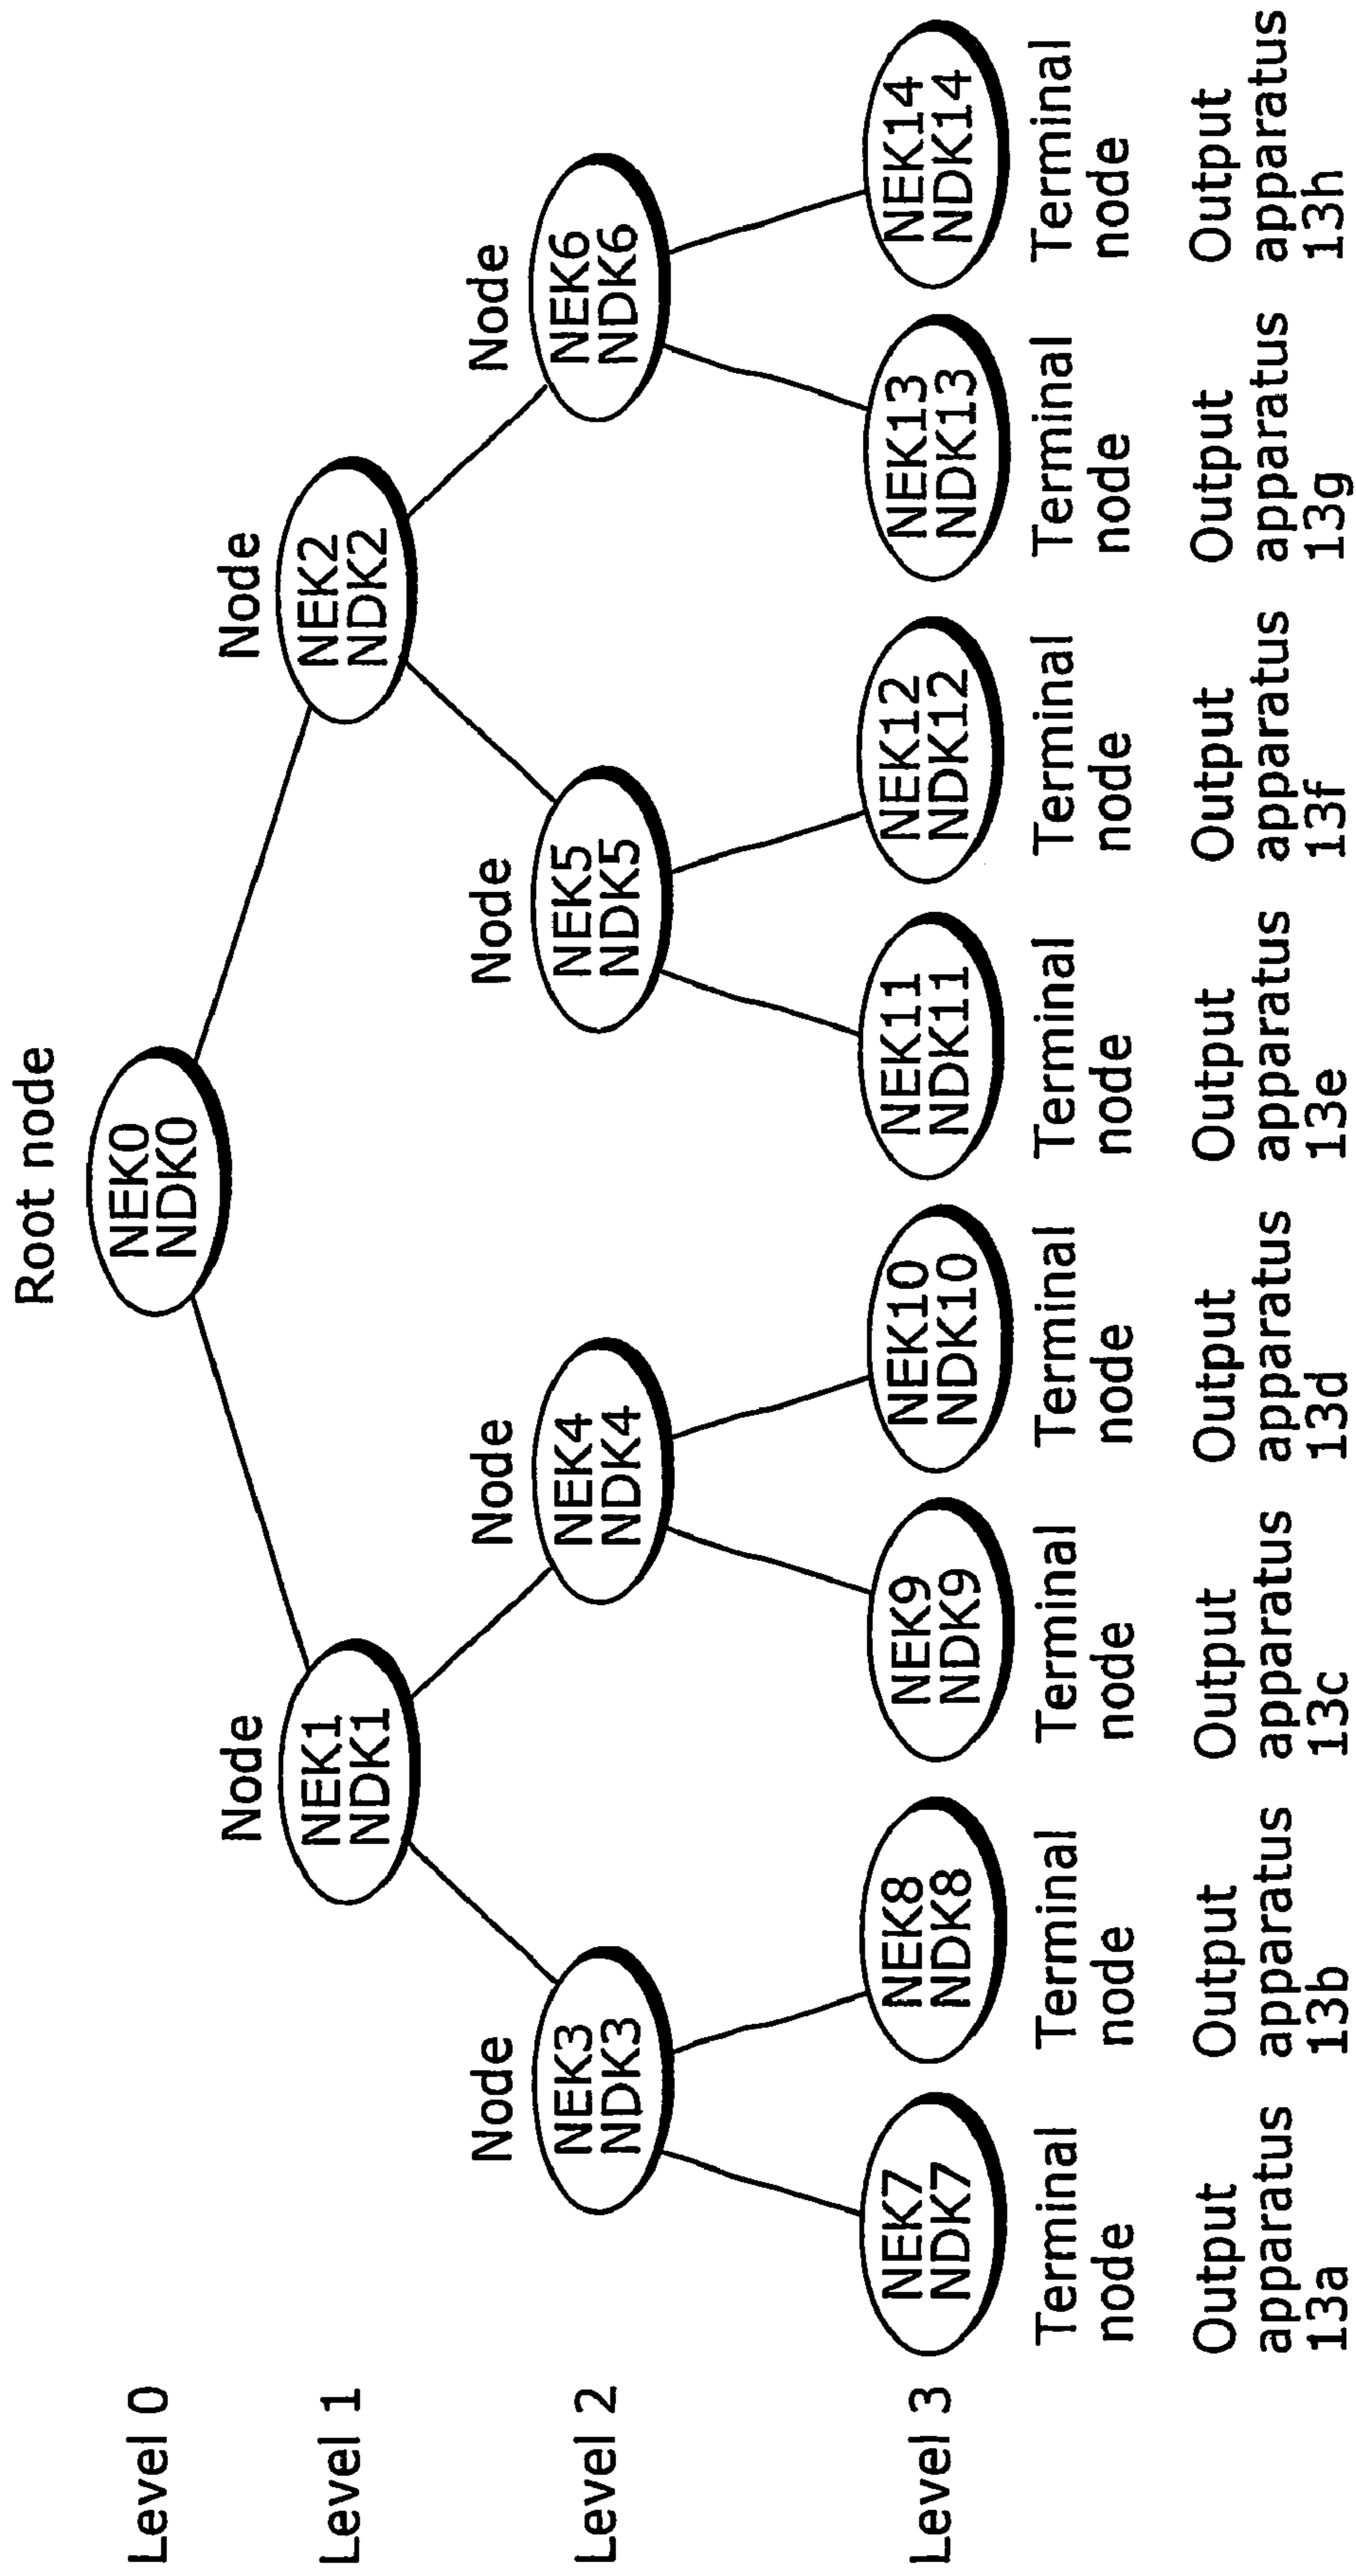 Root node
Level 0
NEK0
NDK0
Node
Node
Level 1
NEK1
NDK1
NEK2
NDK2
Node
Node
Node
Node
Level 2
NEK3
NDK3
NEK4
NDK4
NEK5
NDK5
NEK6
NDK6
Level 3
NEK7
NDK7
NEK8
NDK8
NEK9
NDK9
NEK10
NDK10
NEK11
NDK11
NEK12
NDK12
NEK13
NDK13
NEK14
NDK14
Terminal
node
Terminal
node
Terminal
node
Terminal
node
Terminal
node
Terminal
node
Terminal
node
Terminal
node
Output
apparatus
13a
Output
apparatus
13b
Output
apparatus
13c
Output
apparatus
13d
Output
apparatus
13e
Output
apparatus
13f
Output
apparatus
13g
Output
apparatus
13h